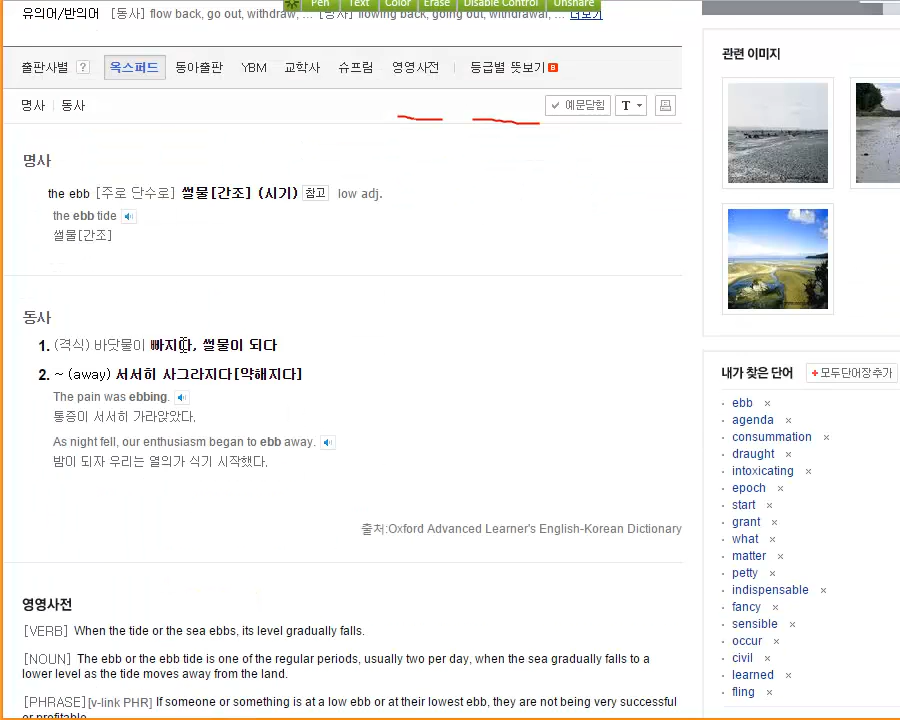 Pen Text Color Erase Disable Control Unshare
유의어/반의어 [동사] flow back, go out, withdraw, ... [명사] flowing back, going out, withdrawal, ... 더보기
출판사별 ? 옥스퍼드 동아출판 YBM 교학사 슈프림 영영사전 등급별 뜻보기
명사 동사 예문닫힘 T
명사
the ebb [주로 단수로] 썰물[간조] (시기) 참고 low adj.
the ebb tide
썰물[간조]
동사
1. (격식) 바닷물이 빠지다, 썰물이 되다
2. ~ (away) 서서히 사그라지다[약해지다]
The pain was ebbing.
통증이 서서히 가라앉았다.
As night fell, our enthusiasm began to ebb away.
밤이 되자 우리는 열의가 식기 시작했다.
출처:Oxford Advanced Learner's English-Korean Dictionary
영영사전
[VERB] When the tide or the sea ebbs, its level gradually falls.
[NOUN] The ebb or the ebb tide is one of the regular periods, usually two per day, when the sea gradually falls to a
lower level as the tide moves away from the land.
[PHRASE][v-link PHR] If someone or something is at a low ebb or at their lowest ebb, they are not being very successful
or profitable.
관련 이미지
내가 찾은 단어 +모두단어장추가
ebb ×
agenda ×
consummation ×
draught ×
intoxicating ×
epoch ×
start ×
grant ×
what ×
matter ×
petty ×
indispensable ×
fancy ×
sensible ×
occur ×
civil ×
learned ×
fling ×